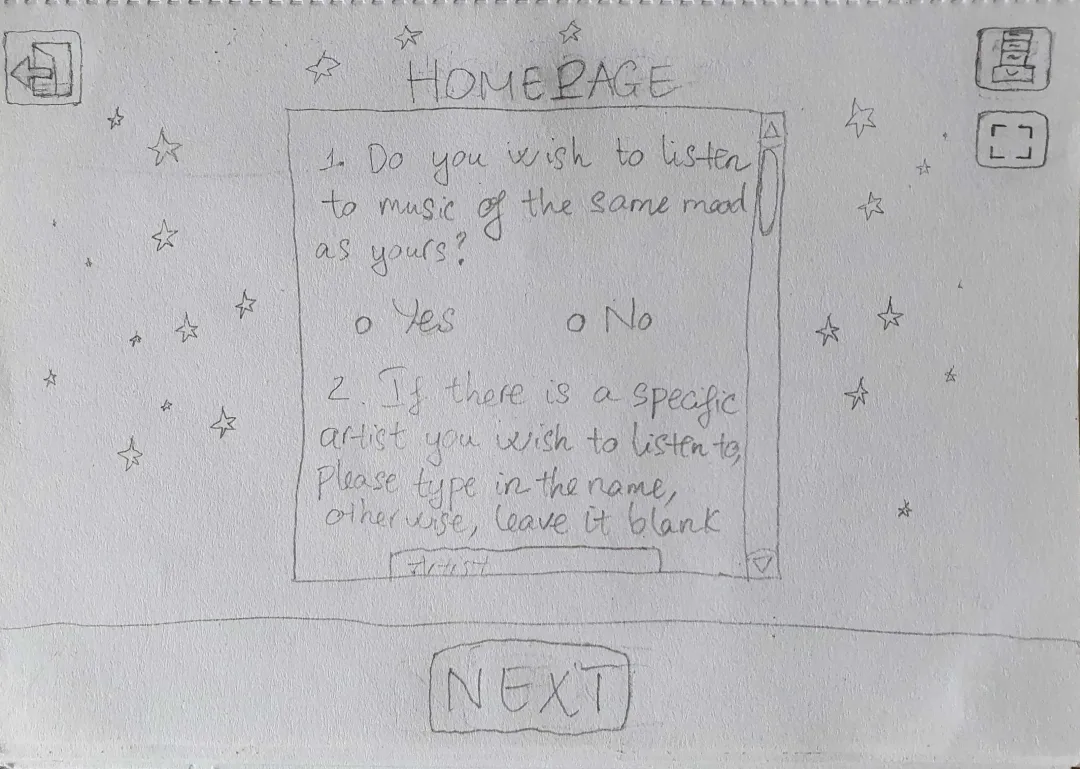 HOMEPAGE
1. Do you wish to listen
to music of the same mood
as yours?
Yes No
2. If there is a specific
artist you wish to listen to,
please type in the name,
otherwise, leave it blank
Artist
NEXT